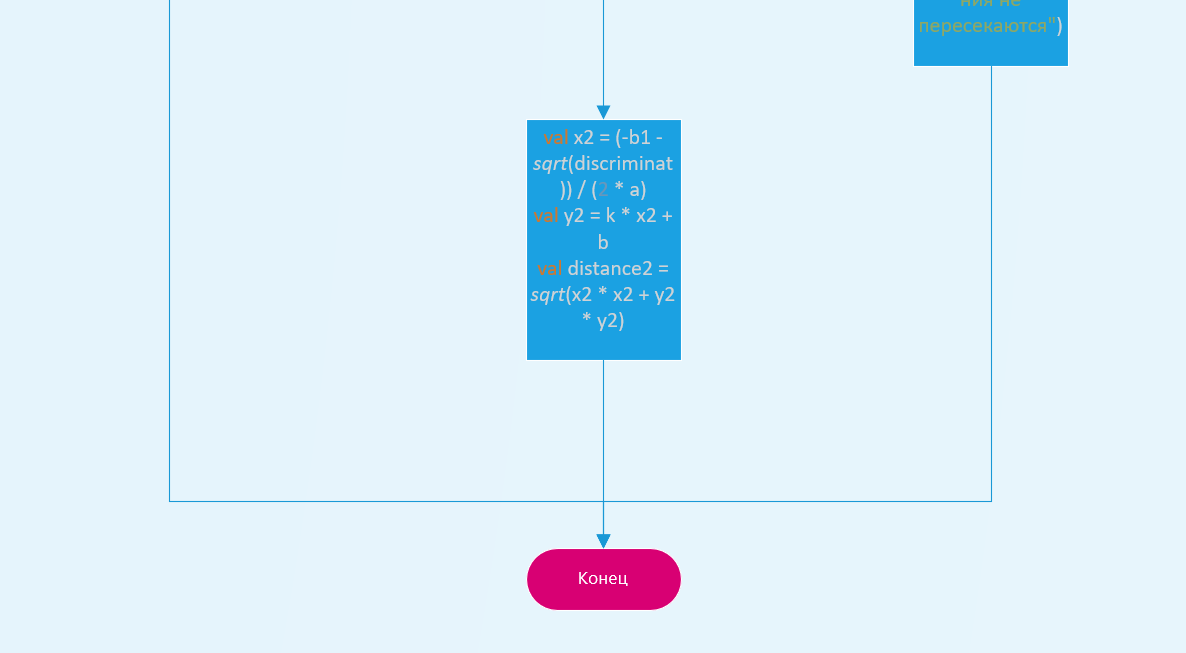 ния не
пересекаются")
val x2 = (-b1 -
sqrt(discriminat
)) / (2 * a)
val y2 = k * x2 +
b
val distance2 =
sqrt(x2 * x2 + y2
* y2)
Конец